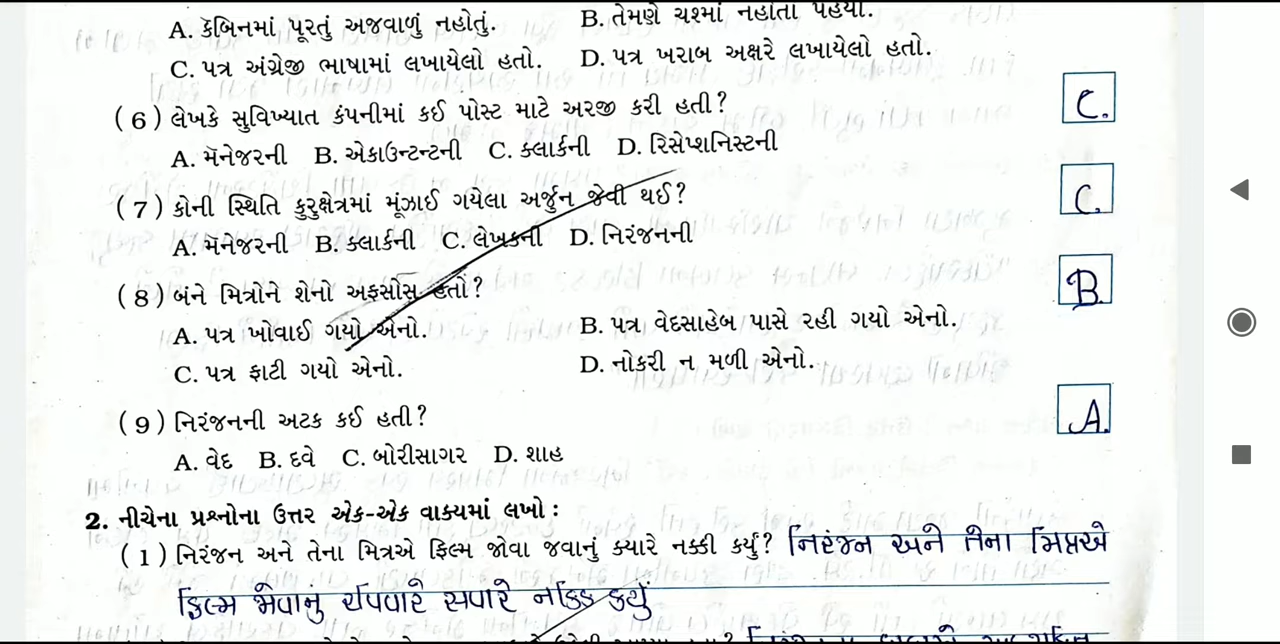 A. કૅબિનમાં પૂરતું અજવાળું નહોતું. B. તેમણે ચશ્માં નહોતા પહેર્યા.
C. પત્ર અંગ્રેજી ભાષામાં લખાયેલો હતો. D. પત્ર ખરાબ અક્ષરે લખાયેલો હતો.
(6) લેખકે સુવિખ્યાત કંપનીમાં કઈ પોસ્ટ માટે અરજી કરી હતી? C.
A. મૅનેજરની B. એકાઉન્ટન્ટની C. ક્લાર્કની D. રિસેપ્શનિસ્ટની
(7) કોની સ્થિતિ કુરુક્ષેત્રમાં મૂંઝાઈ ગયેલા અર્જુન જેવી થઈ? C.
A. મૅનેજરની B. ક્લાર્કની C. લેખકની D. નિરંજનની
(8) બંને મિત્રોને શેનો અફસોસ હતો? B.
A. પત્ર ખોવાઈ ગયો એનો. B. પત્ર વેદસાહેબ પાસે રહી ગયો એનો.
C. પત્ર ફાટી ગયો એનો. D. નોકરી ન મળી એનો.
(9) નિરંજનની અટક કઈ હતી? A.
A. વેદ B. દવે C. બોરીસાગર D. શાહ
2. નીચેના પ્રશ્નોના ઉત્તર એક-એક વાક્યમાં લખો :
(1) નિરંજન અને તેના મિત્રએ ફિલ્મ જોવા જવાનું ક્યારે નક્કી કર્યું? નિરંજન અને તેના મિત્રએ
ફિલ્મ સવારે નક્કિ કર્યું